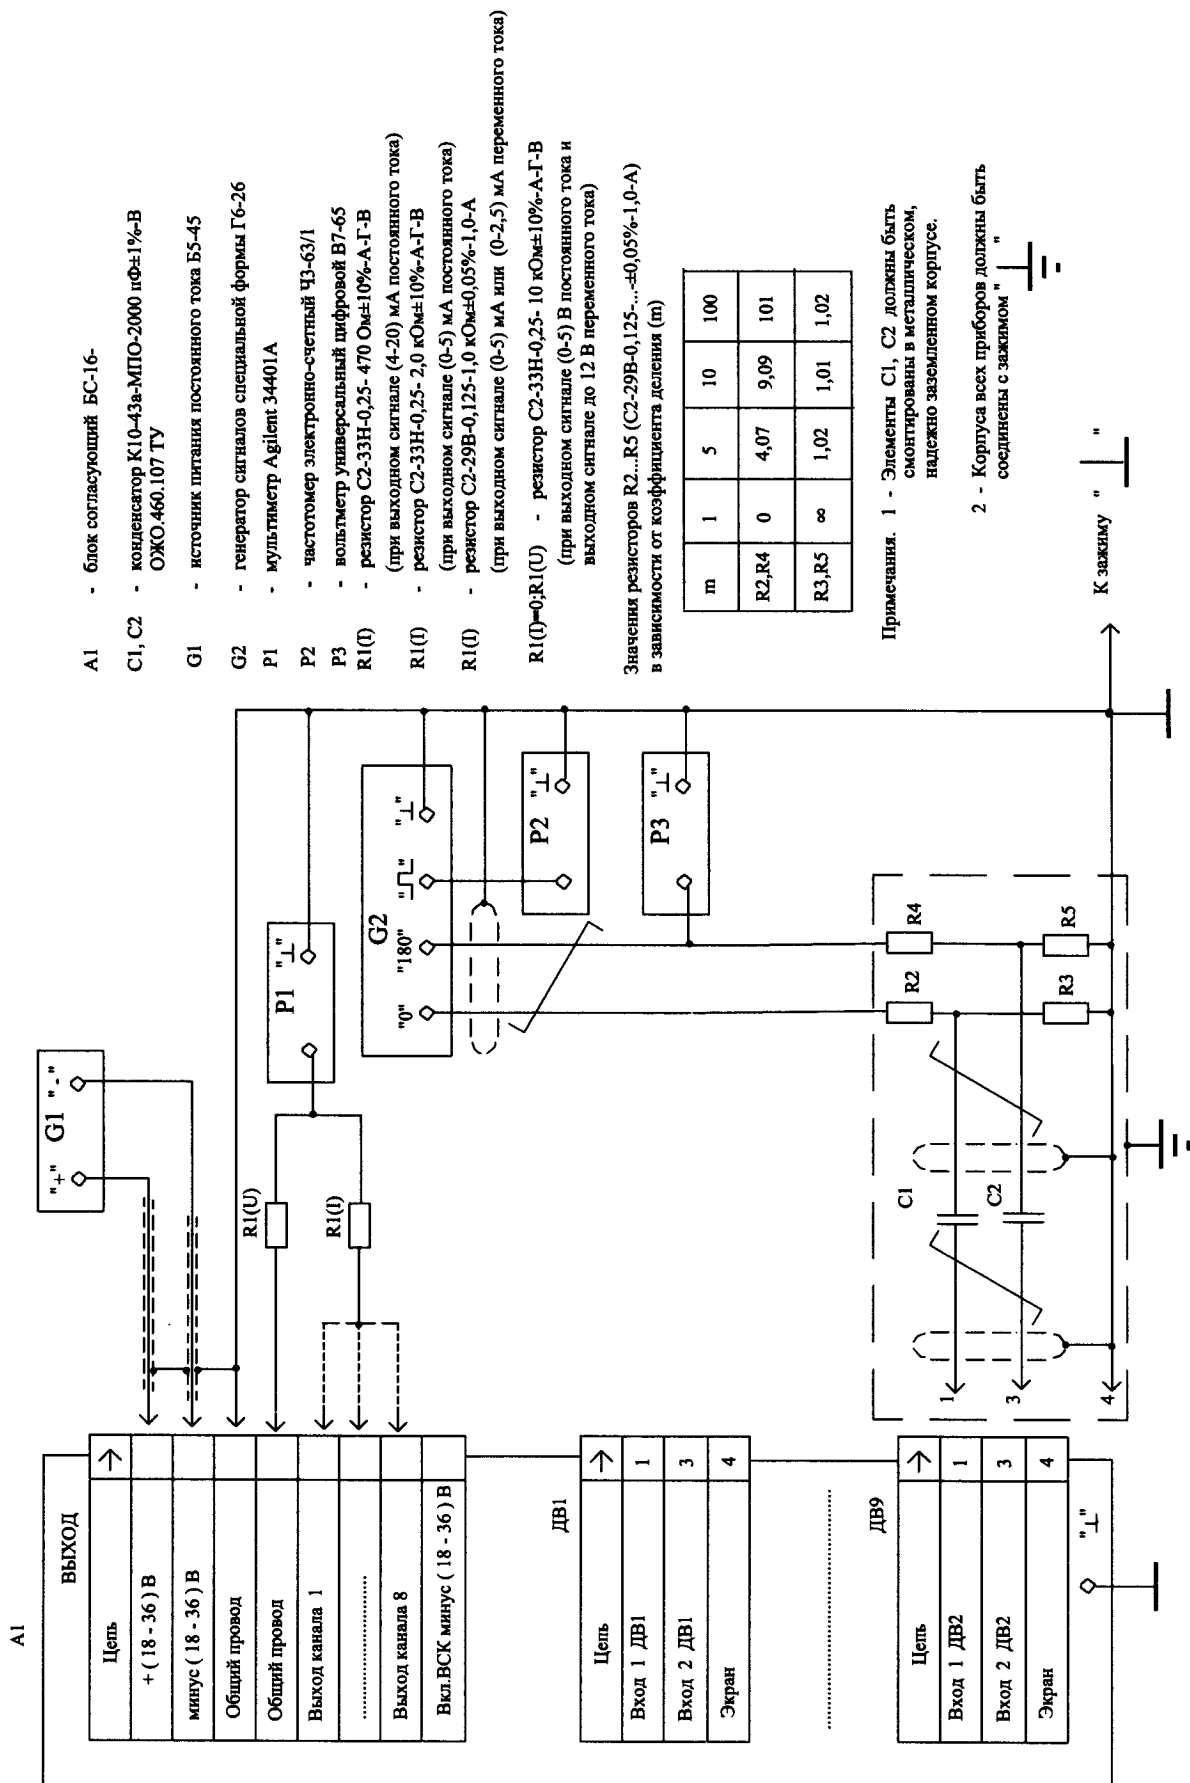 A1
ВЫХОД
Цепь
+ ( 18 - 36 ) В
минус ( 18 - 36 ) В
Общий провод
Общий провод
Выход канала 1
....................
Выход канала 8
Вкл.ВСК минус ( 18 - 36 ) В
ДВ1
Цепь
Вход 1 ДВ1 1
Вход 2 ДВ1 3
Экран 4
....................
ДВ9
Цепь
Вход 1 ДВ2 1
Вход 2 ДВ2 3
Экран 4
"⊥"
G1
"+" "-"
R1(U)
R1(I)
P1
"⊥"
G2
"0" "180" "⊥"
P2
"⊥"
P3
"⊥"
R2 R4
R3 R5
C1
C2
1
3
4
К зажиму " ⊥ "
A1 - блок согласующий БС-16-
C1, C2 - конденсатор К10-43а-МПО-2000 пФ±1%-В
ОЖО.460.107 ТУ
G1 - источник питания постоянного тока Б5-45
G2 - генератор сигналов специальной формы Г6-26
P1 - мультиметр Agilent 34401A
P2 - частотомер электронно-счетный Ч3-63/1
P3 - вольтметр универсальный цифровой В7-65
R1(I) - резистор С2-33Н-0,25- 470 Ом±10%-А-Г-В
(при выходном сигнале (4-20) мА постоянного тока)
R1(I) - резистор С2-33Н-0,25- 2,0 кОм±10%-А-Г-В
(при выходном сигнале (0-5) мА постоянного тока)
R1(I) - резистор С2-29В-0,125-1,0 кОм±0,05%-1,0-А
(при выходном сигнале (0-5) мА или (0-2,5) мА переменного тока)
R1(I)=0;R1(U) - резистор С2-33Н-0,25- 10 кОм±10%-А-Г-В
(при выходном сигнале (0-5) В постоянного тока и
выходном сигнале до 12 В переменного тока)
Значения резисторов R2...R5 (С2-29В-0,125-...-±0,05%-1,0-А)
в зависимости от коэффициента деления (m)
m 1 5 10 100
R2,R4 0 4,07 9,09 101
R3,R5 ∞ 1,02 1,01 1,02
Примечания. 1 - Элементы С1, С2 должны быть
смонтированы в металлическом,
надежно заземленном корпусе.
2 - Корпуса всех приборов должны быть
соединены с зажимом " "